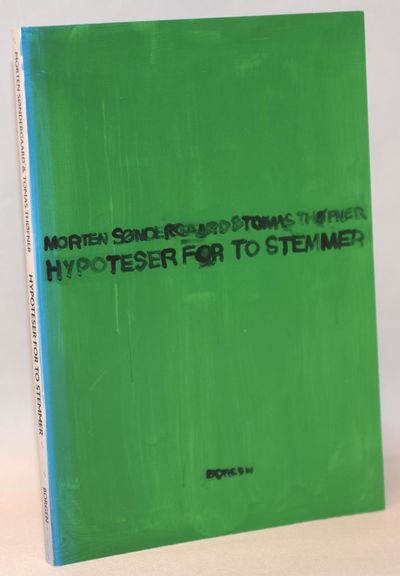 MORTEN SØNDERGAARD & TOMAS THØFNER
HYPOTESER FOR TO STEMMER
BORGEN
MORTEN SØNDERGAARD & TOMAS THØFNER
HYPOTESER FOR TO STEMMER
BORGEN